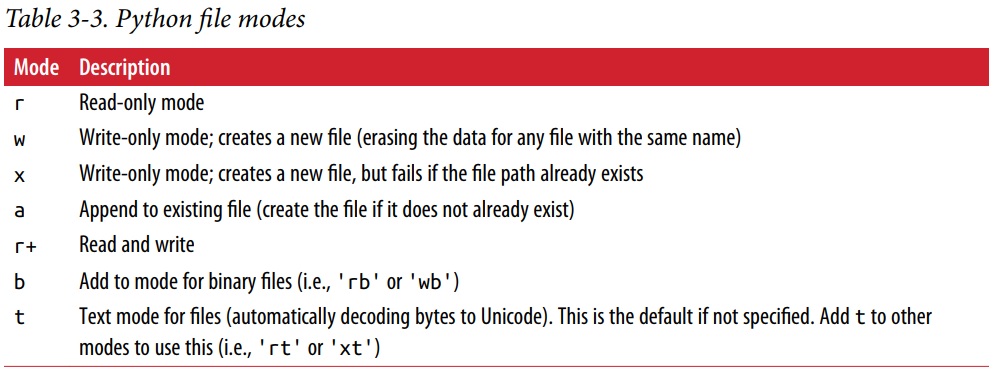 Table 3-3. Python file modes
Mode Description
r Read-only mode
w Write-only mode; creates a new file (erasing the data for any file with the same name)
x Write-only mode; creates a new file, but fails if the file path already exists
a Append to existing file (create the file if it does not already exist)
r+ Read and write
b Add to mode for binary files (i.e., 'rb' or 'wb')
t Text mode for files (automatically decoding bytes to Unicode). This is the default if not specified. Add t to other
modes to use this (i.e., 'rt' or 'xt')